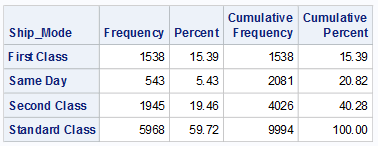 Ship_Mode Frequency Percent Cumulative Frequency Cumulative Percent
First Class 1538 15.39 1538 15.39
Same Day 543 5.43 2081 20.82
Second Class 1945 19.46 4026 40.28
Standard Class 5968 59.72 9994 100.00